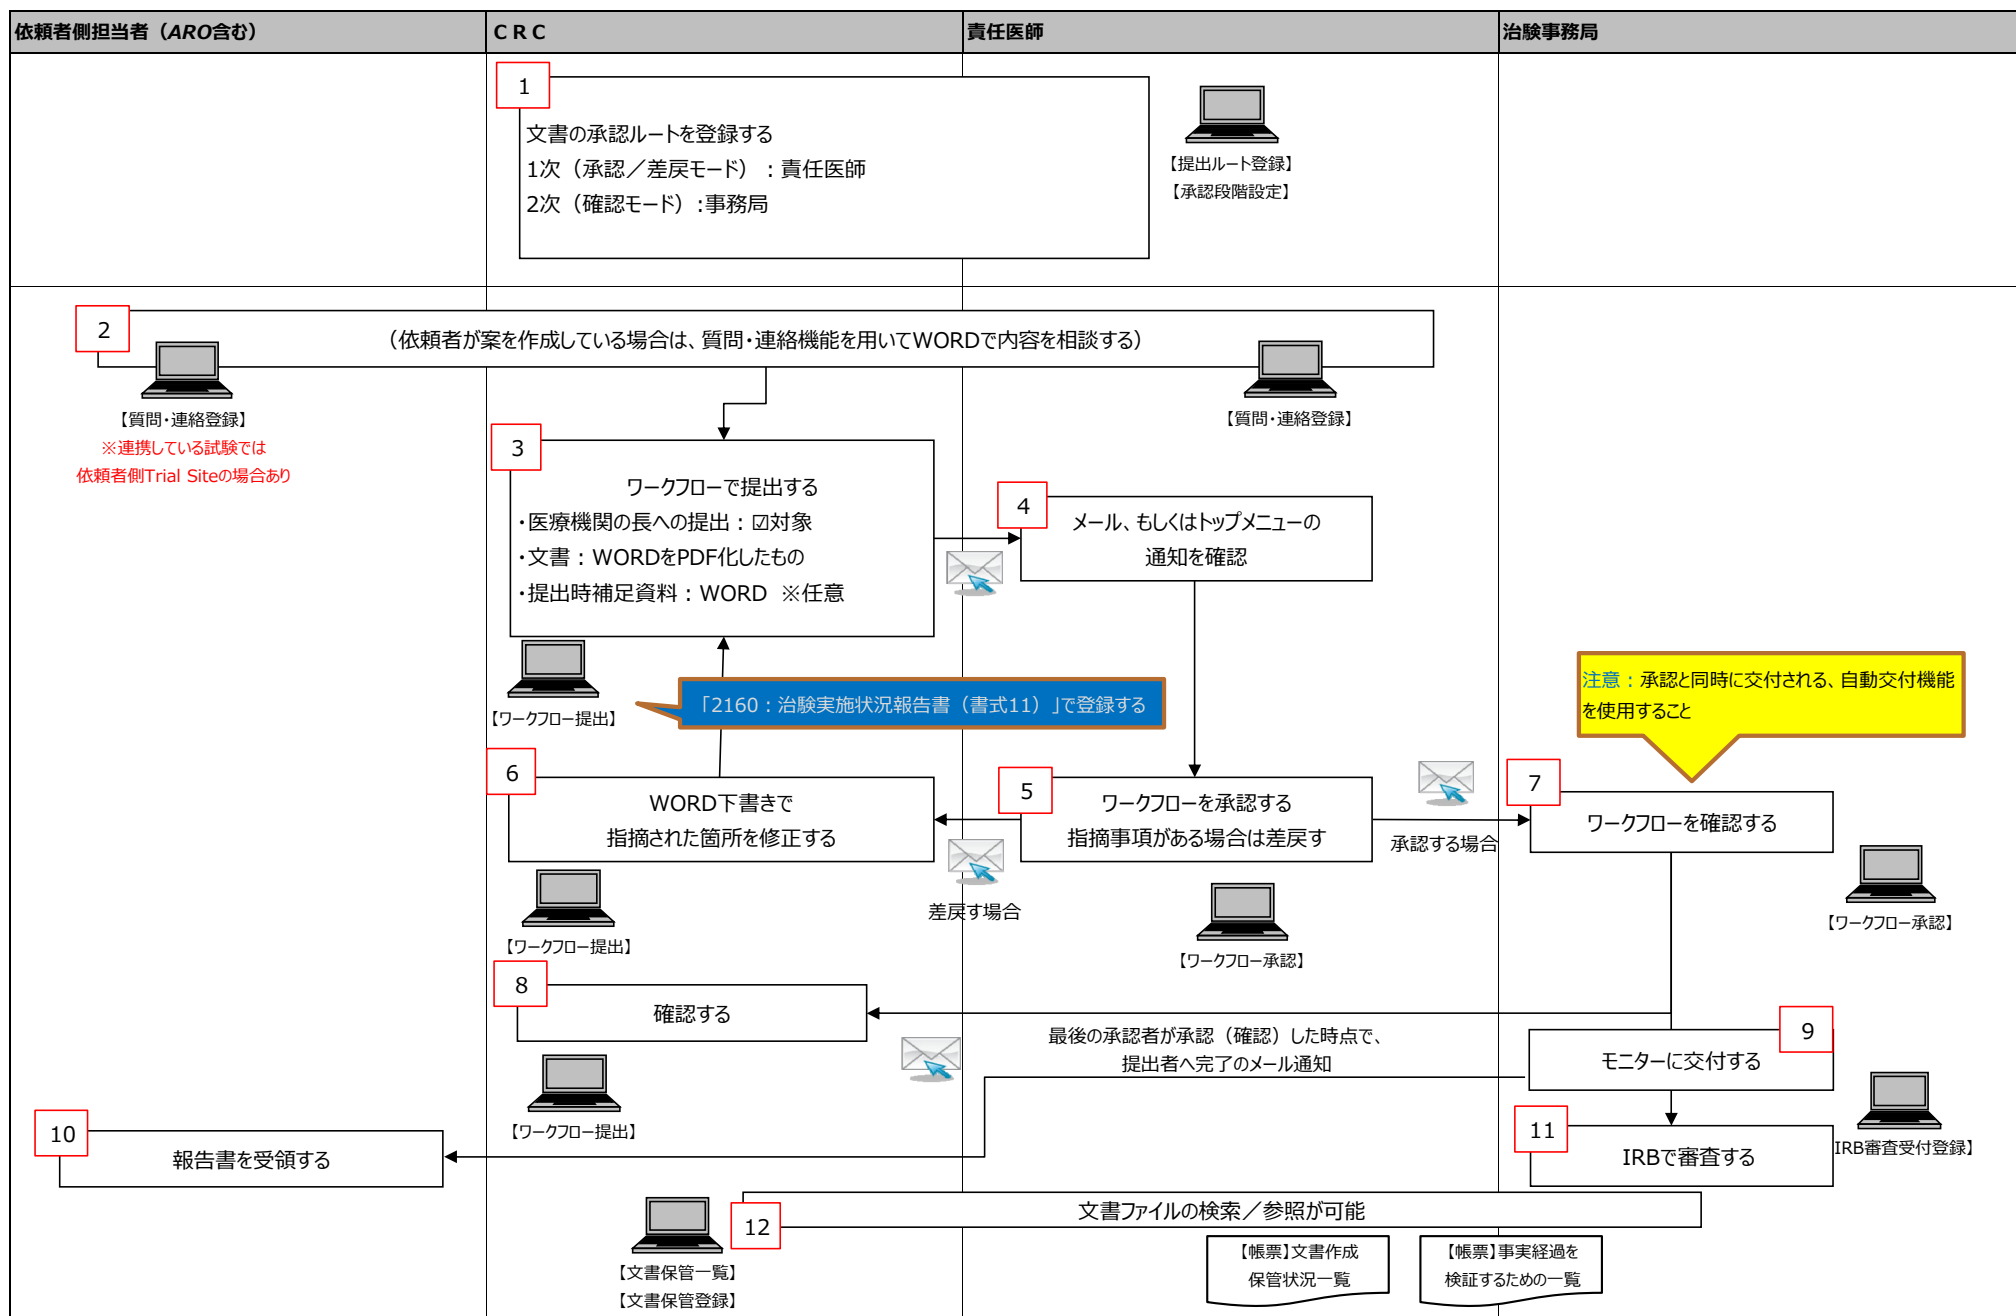 依頼者側担当者（ARO含む）
ＣＲＣ
責任医師
治験事務局
1
文書の承認ルートを登録する
1次（承認／差戻モード）：責任医師
2次（確認モード）:事務局
【提出ルート登録】
【承認段階設定】
2
（依頼者が案を作成している場合は、質問・連絡機能を用いてWORDで内容を相談する）
【質問・連絡登録】
※連携している試験では
依頼者側Trial Siteの場合あり
【質問・連絡登録】
3
ワークフローで提出する
・医療機関の長への提出：☑対象
・文書：WORDをPDF化したもの
・提出時補足資料：WORD　※任意
【ワークフロー提出】
「2160：治験実施状況報告書（書式11）」で登録する
4
メール、もしくはトップメニューの
通知を確認
注意：承認と同時に交付される、自動交付機能
を使用すること
6
WORD下書きで
指摘された箇所を修正する
【ワークフロー提出】
5
ワークフローを承認する
指摘事項がある場合は差戻す
差戻す場合
【ワークフロー承認】
承認する場合
7
ワークフローを確認する
【ワークフロー承認】
8
確認する
【ワークフロー提出】
最後の承認者が承認（確認）した時点で、
提出者へ完了のメール通知
9
モニターに交付する
10
報告書を受領する
11
IRBで審査する
IRB審査受付登録】
12
文書ファイルの検索／参照が可能
【文書保管一覧】
【文書保管登録】
【帳票】文書作成
保管状況一覧
【帳票】事実経過を
検証するための一覧